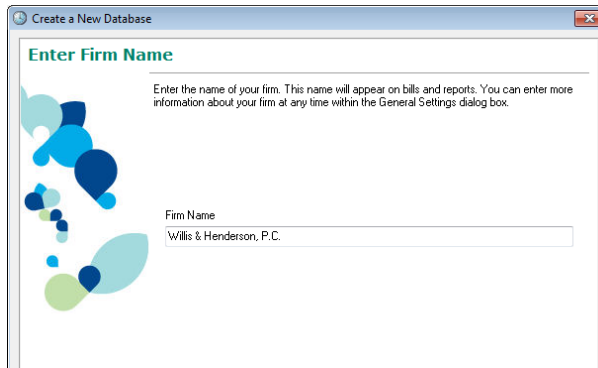 Create a New Database
Enter Firm Name
Enter the name of your firm. This name will appear on bills and reports. You can enter more
information about your firm at any time within the General Settings dialog box.
Firm Name
Willis & Henderson, P.C.